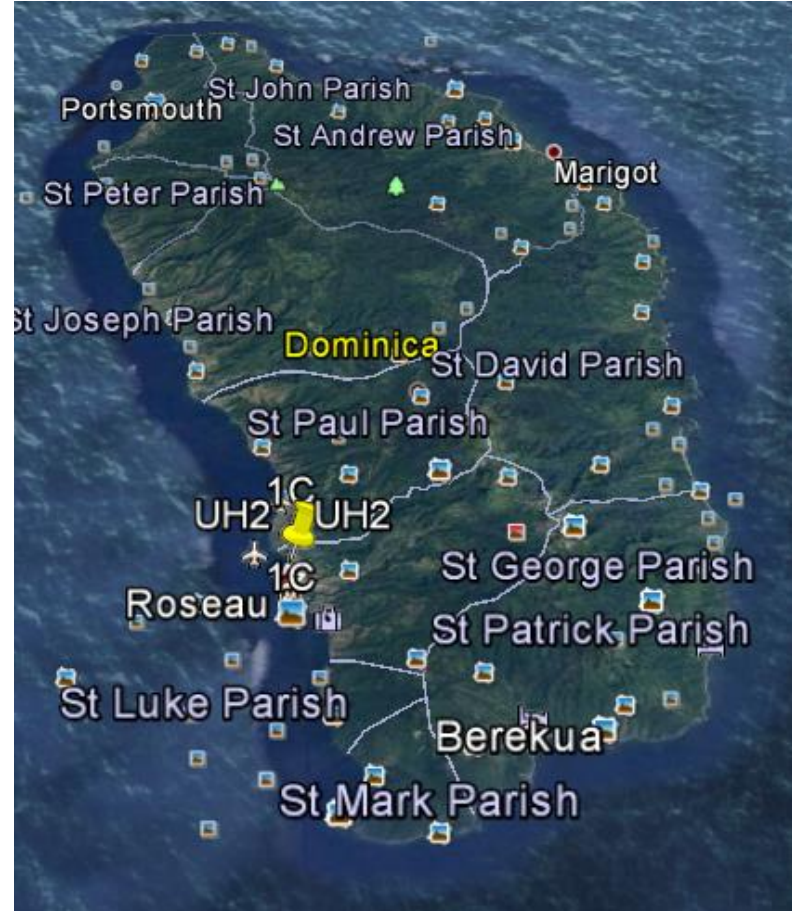 St John Parish
Portsmouth
St Andrew Parish
Marigot
St Peter Parish
St Joseph Parish
Dominica
St David Parish
St Paul Parish
1C
UH2
UH2
1C
St George Parish
Roseau
St Patrick Parish
St Luke Parish
Berekua
St Mark Parish